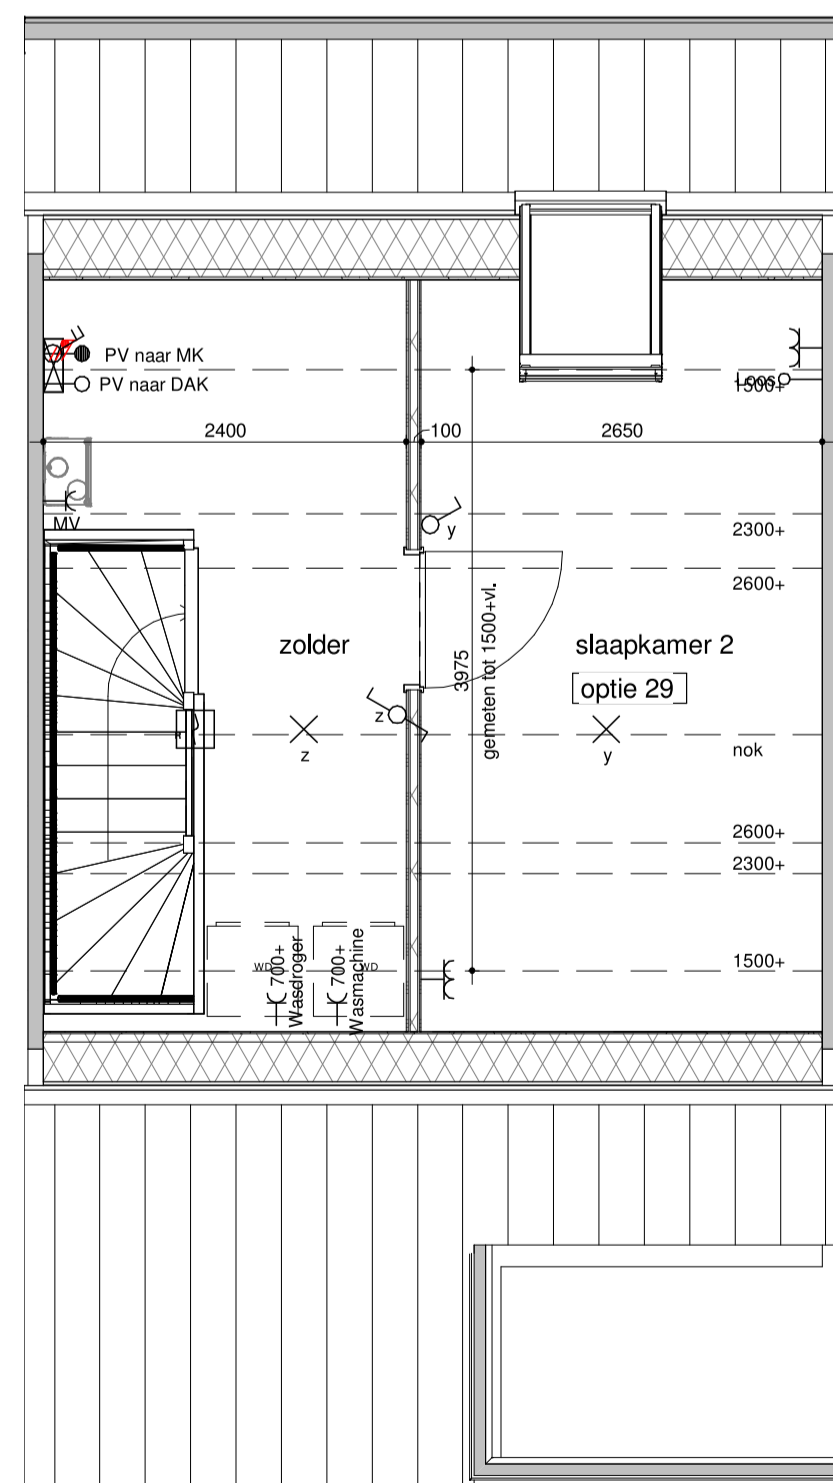 PV naar MK
PV naar DAK
Loos
1500+
2400
100
2650
MV
y
2300+
2600+
zolder
3975
gemeten tot 1500+vl.
slaapkamer 2
optie 29
z
z
y
nok
2600+
2300+
1500+
WD
700+
Wasdroger
WD
700+
Wasmachine